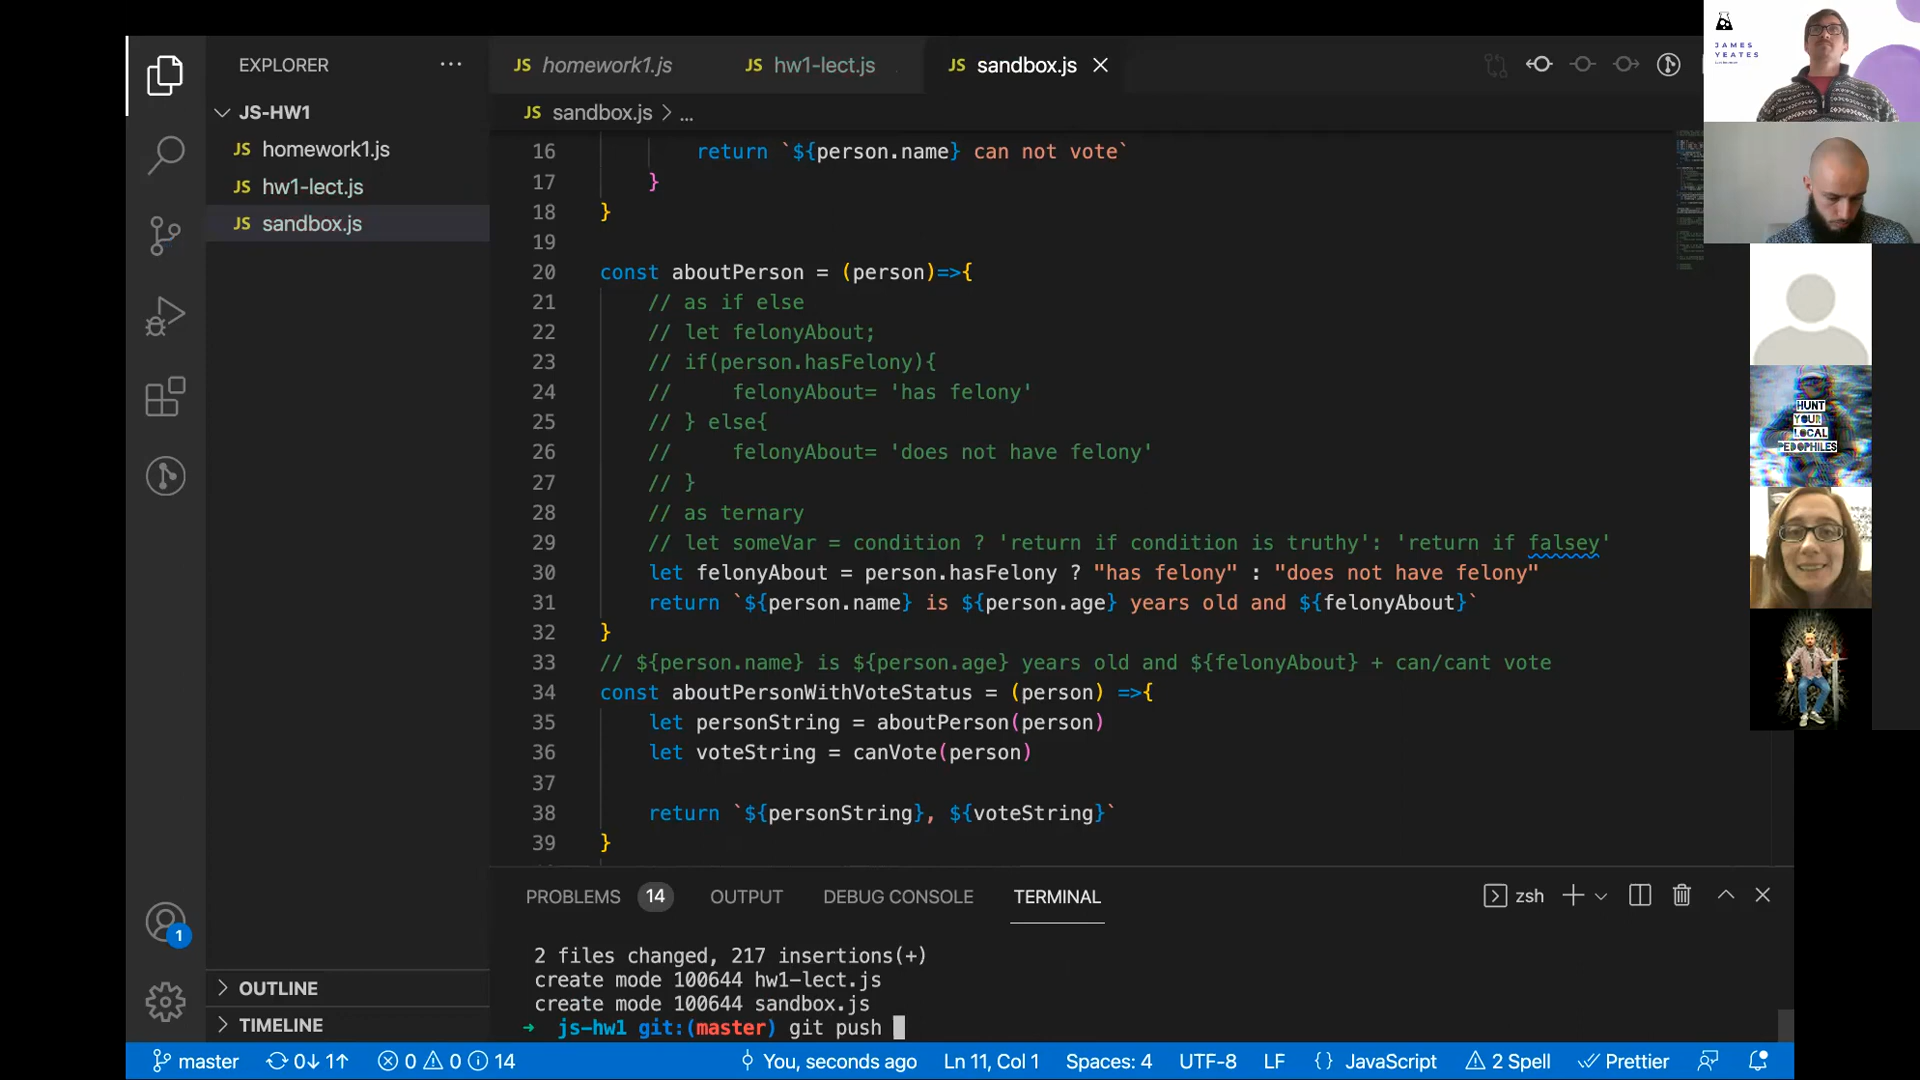 EXPLORER
JS-HW1
JS homework1.js
JS hw1-lect.js
JS sandbox.js
OUTLINE
TIMELINE
JS homework1.js JS hw1-lect.js JS sandbox.js
JS sandbox.js > ...
16 return `${person.name} can not vote`
17 }
18 }
19
20 const aboutPerson = (person)=>{
21 // as if else
22 // let felonyAbout;
23 // if(person.hasFelony){
24 // felonyAbout= 'has felony'
25 // } else{
26 // felonyAbout= 'does not have felony'
27 // }
28 // as ternary
29 // let someVar = condition ? 'return if condition is truthy': 'return if falsey'
30 let felonyAbout = person.hasFelony ? "has felony" : "does not have felony"
31 return `${person.name} is ${person.age} years old and ${felonyAbout}`
32 }
33 // ${person.name} is ${person.age} years old and ${felonyAbout} + can/cant vote
34 const aboutPersonWithVoteStatus = (person) =>{
35 let personString = aboutPerson(person)
36 let voteString = canVote(person)
37
38 return `${personString}, ${voteString}`
39 }
PROBLEMS 14 OUTPUT DEBUG CONSOLE TERMINAL
zsh
2 files changed, 217 insertions(+)
create mode 100644 hw1-lect.js
create mode 100644 sandbox.js
→ js-hw1 git:(master) git push
1
master 0↓ 1↑ 0 0 14 You, seconds ago Ln 11, Col 1 Spaces: 4 UTF-8 LF {} JavaScript 2 Spell Prettier
JAMES
YEATES
HUNT
YOUR
LOCAL
PEDOPHILES